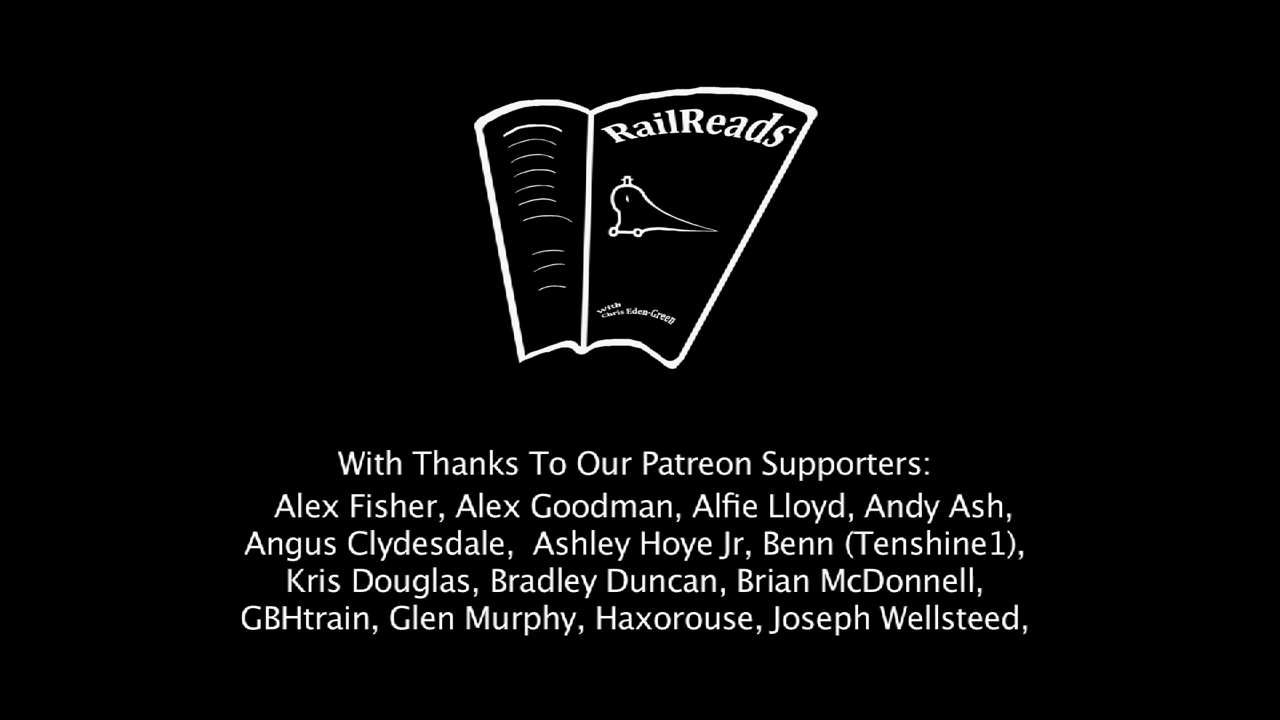 RailReads
With
Chris Eden-Green
With Thanks To Our Patreon Supporters:
Alex Fisher, Alex Goodman, Alfie Lloyd, Andy Ash,
Angus Clydesdale,  Ashley Hoye Jr, Benn (Tenshine1),
Kris Douglas, Bradley Duncan, Brian McDonnell,
GBHtrain, Glen Murphy, Haxorouse, Joseph Wellsteed,